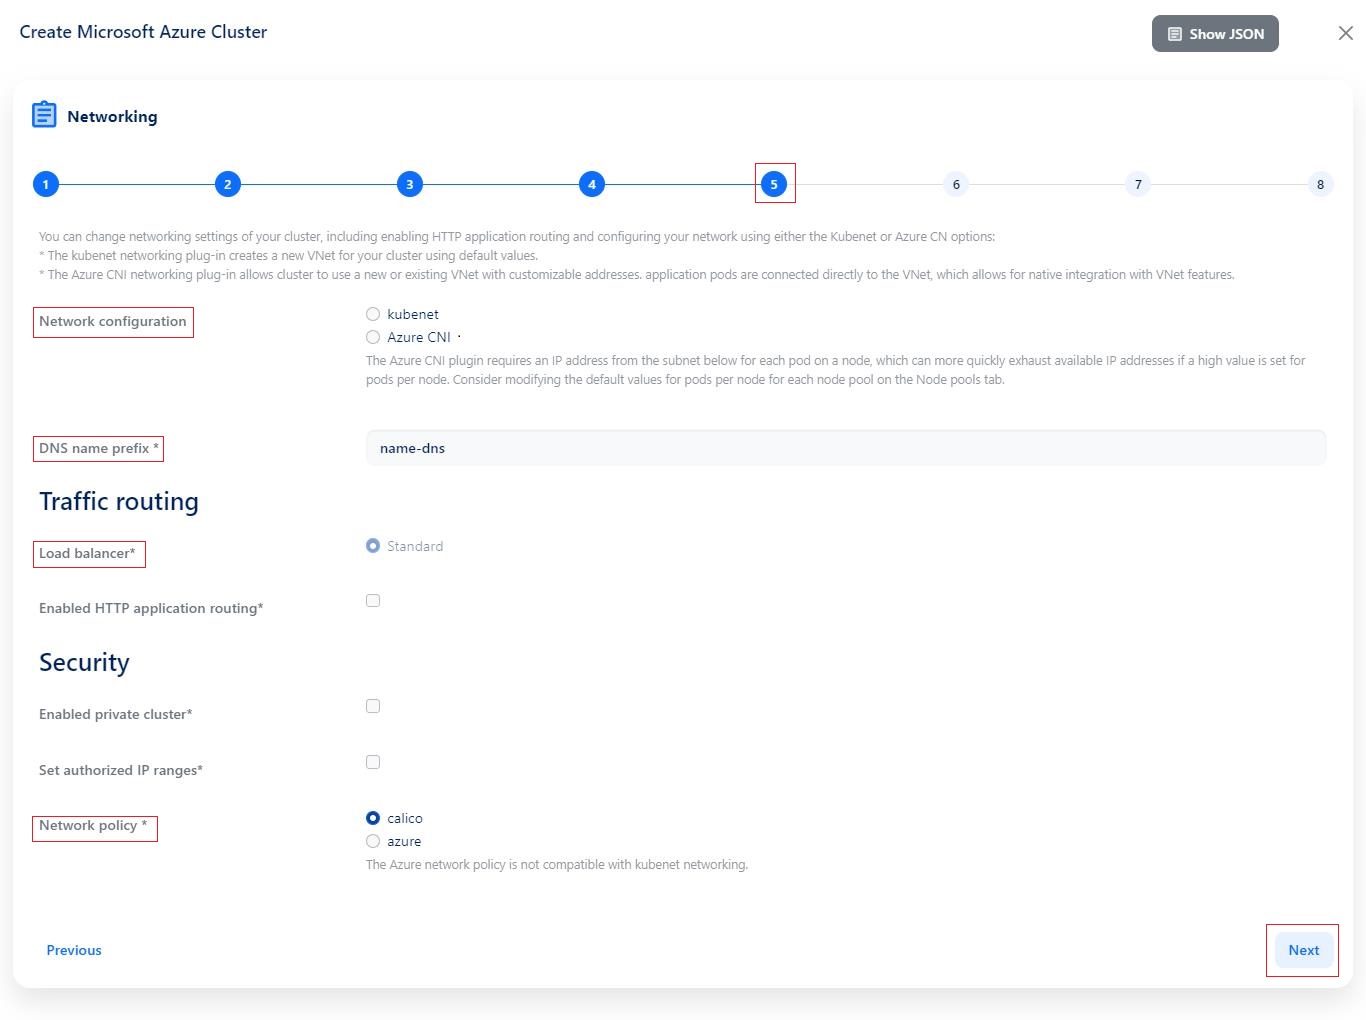 Create Microsoft Azure Cluster
Show JSON
Networking
1 2 3 4 5 6 7 8
You can change networking settings of your cluster, including enabling HTTP application routing and configuring your network using either the Kubenet or Azure CN options:
* The kubenet networking plug-in creates a new VNet for your cluster using default values.
* The Azure CNI networking plug-in allows cluster to use a new or existing VNet with customizable addresses. application pods are connected directly to the VNet, which allows for native integration with VNet features.
Network configuration
kubenet
Azure CNI ·
The Azure CNI plugin requires an IP address from the subnet below for each pod on a node, which can more quickly exhaust available IP addresses if a high value is set for
pods per node. Consider modifying the default values for pods per node for each node pool on the Node pools tab.
DNS name prefix *
name-dns
Traffic routing
Load balancer*
Standard
Enabled HTTP application routing*
Security
Enabled private cluster*
Set authorized IP ranges*
Network policy *
calico
azure
The Azure network policy is not compatible with kubenet networking.
Previous
Next